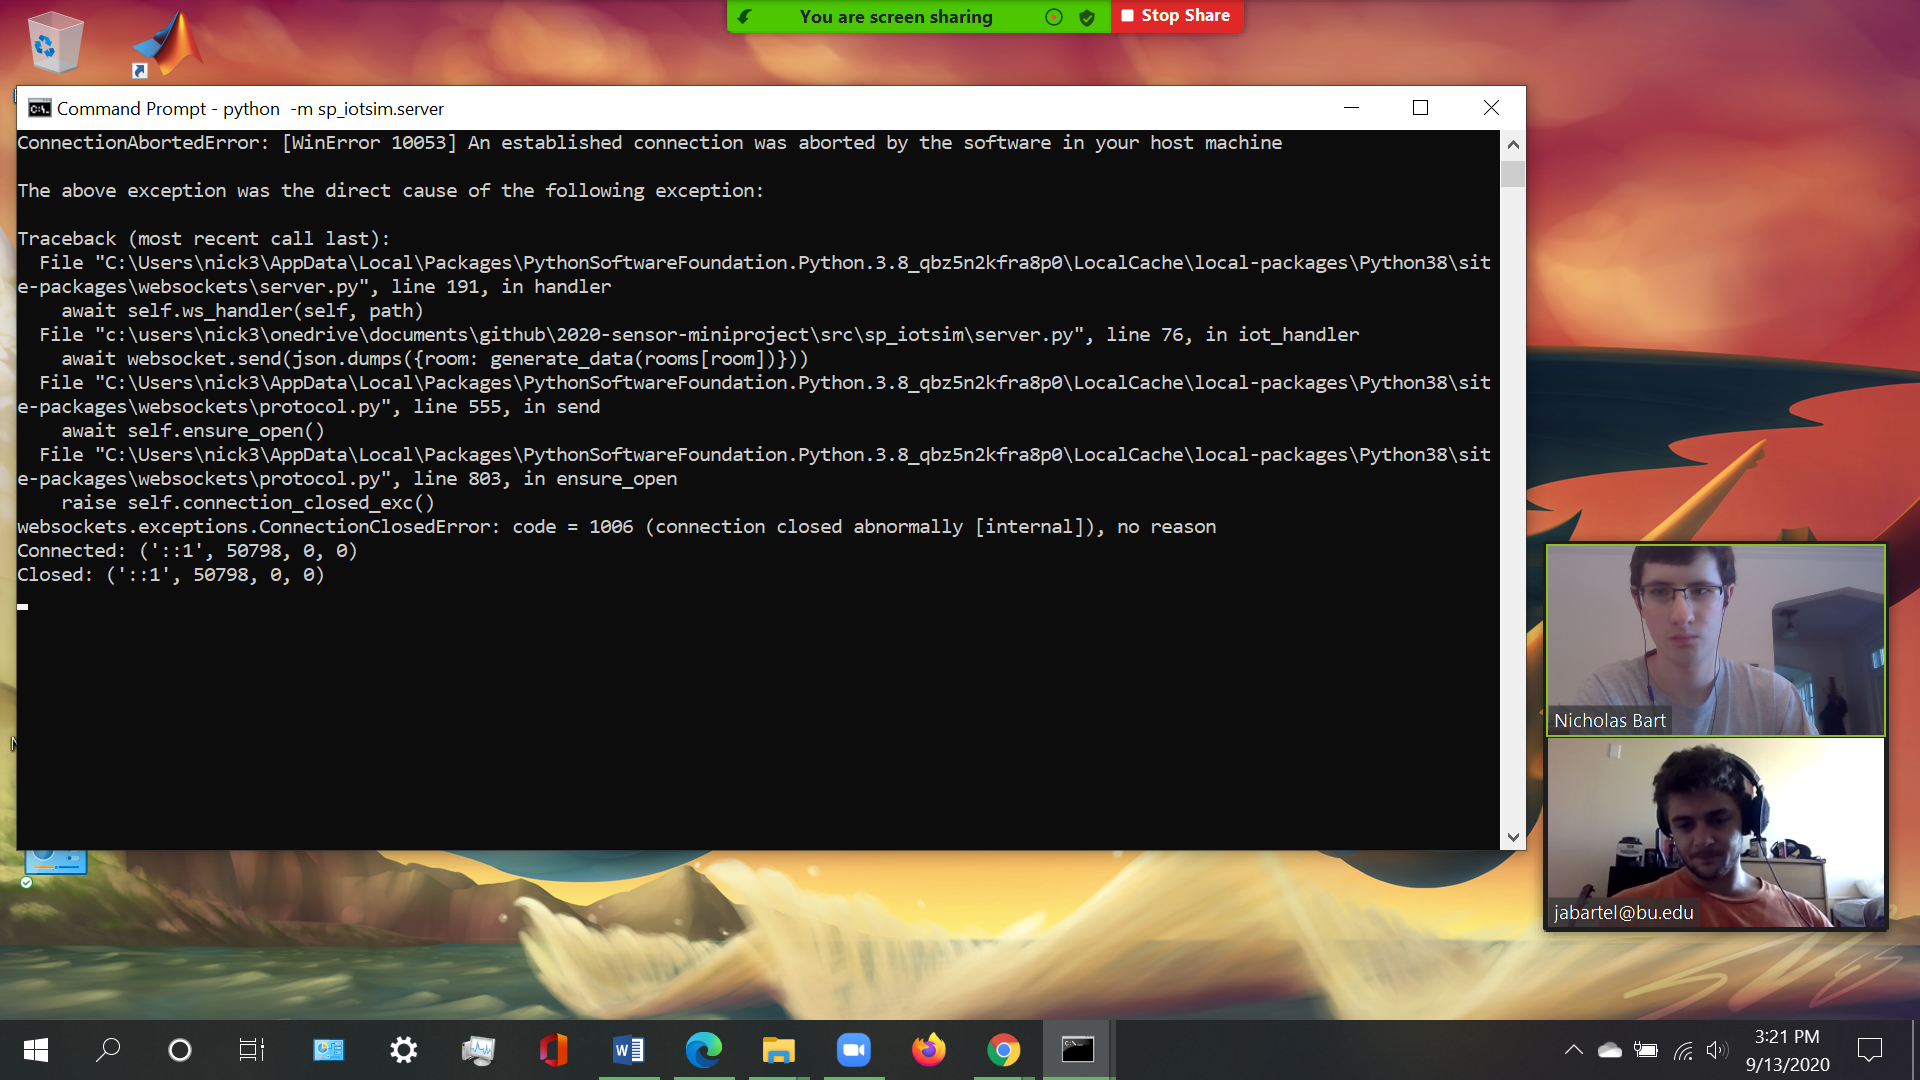 You are screen sharing
Stop Share
Command Prompt - python  -m sp_iotsim.server
ConnectionAbortedError: [WinError 10053] An established connection was aborted by the software in your host machine
The above exception was the direct cause of the following exception:
Traceback (most recent call last):
  File "C:\Users\nick3\AppData\Local\Packages\PythonSoftwareFoundation.Python.3.8_qbz5n2kfra8p0\LocalCache\local-packages\Python38\sit
e-packages\websockets\server.py", line 191, in handler
    await self.ws_handler(self, path)
  File "c:\users\nick3\onedrive\documents\github\2020-sensor-miniproject\src\sp_iotsim\server.py", line 76, in iot_handler
    await websocket.send(json.dumps({room: generate_data(rooms[room])}))
  File "C:\Users\nick3\AppData\Local\Packages\PythonSoftwareFoundation.Python.3.8_qbz5n2kfra8p0\LocalCache\local-packages\Python38\sit
e-packages\websockets\protocol.py", line 555, in send
    await self.ensure_open()
  File "C:\Users\nick3\AppData\Local\Packages\PythonSoftwareFoundation.Python.3.8_qbz5n2kfra8p0\LocalCache\local-packages\Python38\sit
e-packages\websockets\protocol.py", line 803, in ensure_open
    raise self.connection_closed_exc()
websockets.exceptions.ConnectionClosedError: code = 1006 (connection closed abnormally [internal]), no reason
Connected: ('::1', 50798, 0, 0)
Closed: ('::1', 50798, 0, 0)
Nicholas Bart
jabartel@bu.edu
3:21 PM
9/13/2020